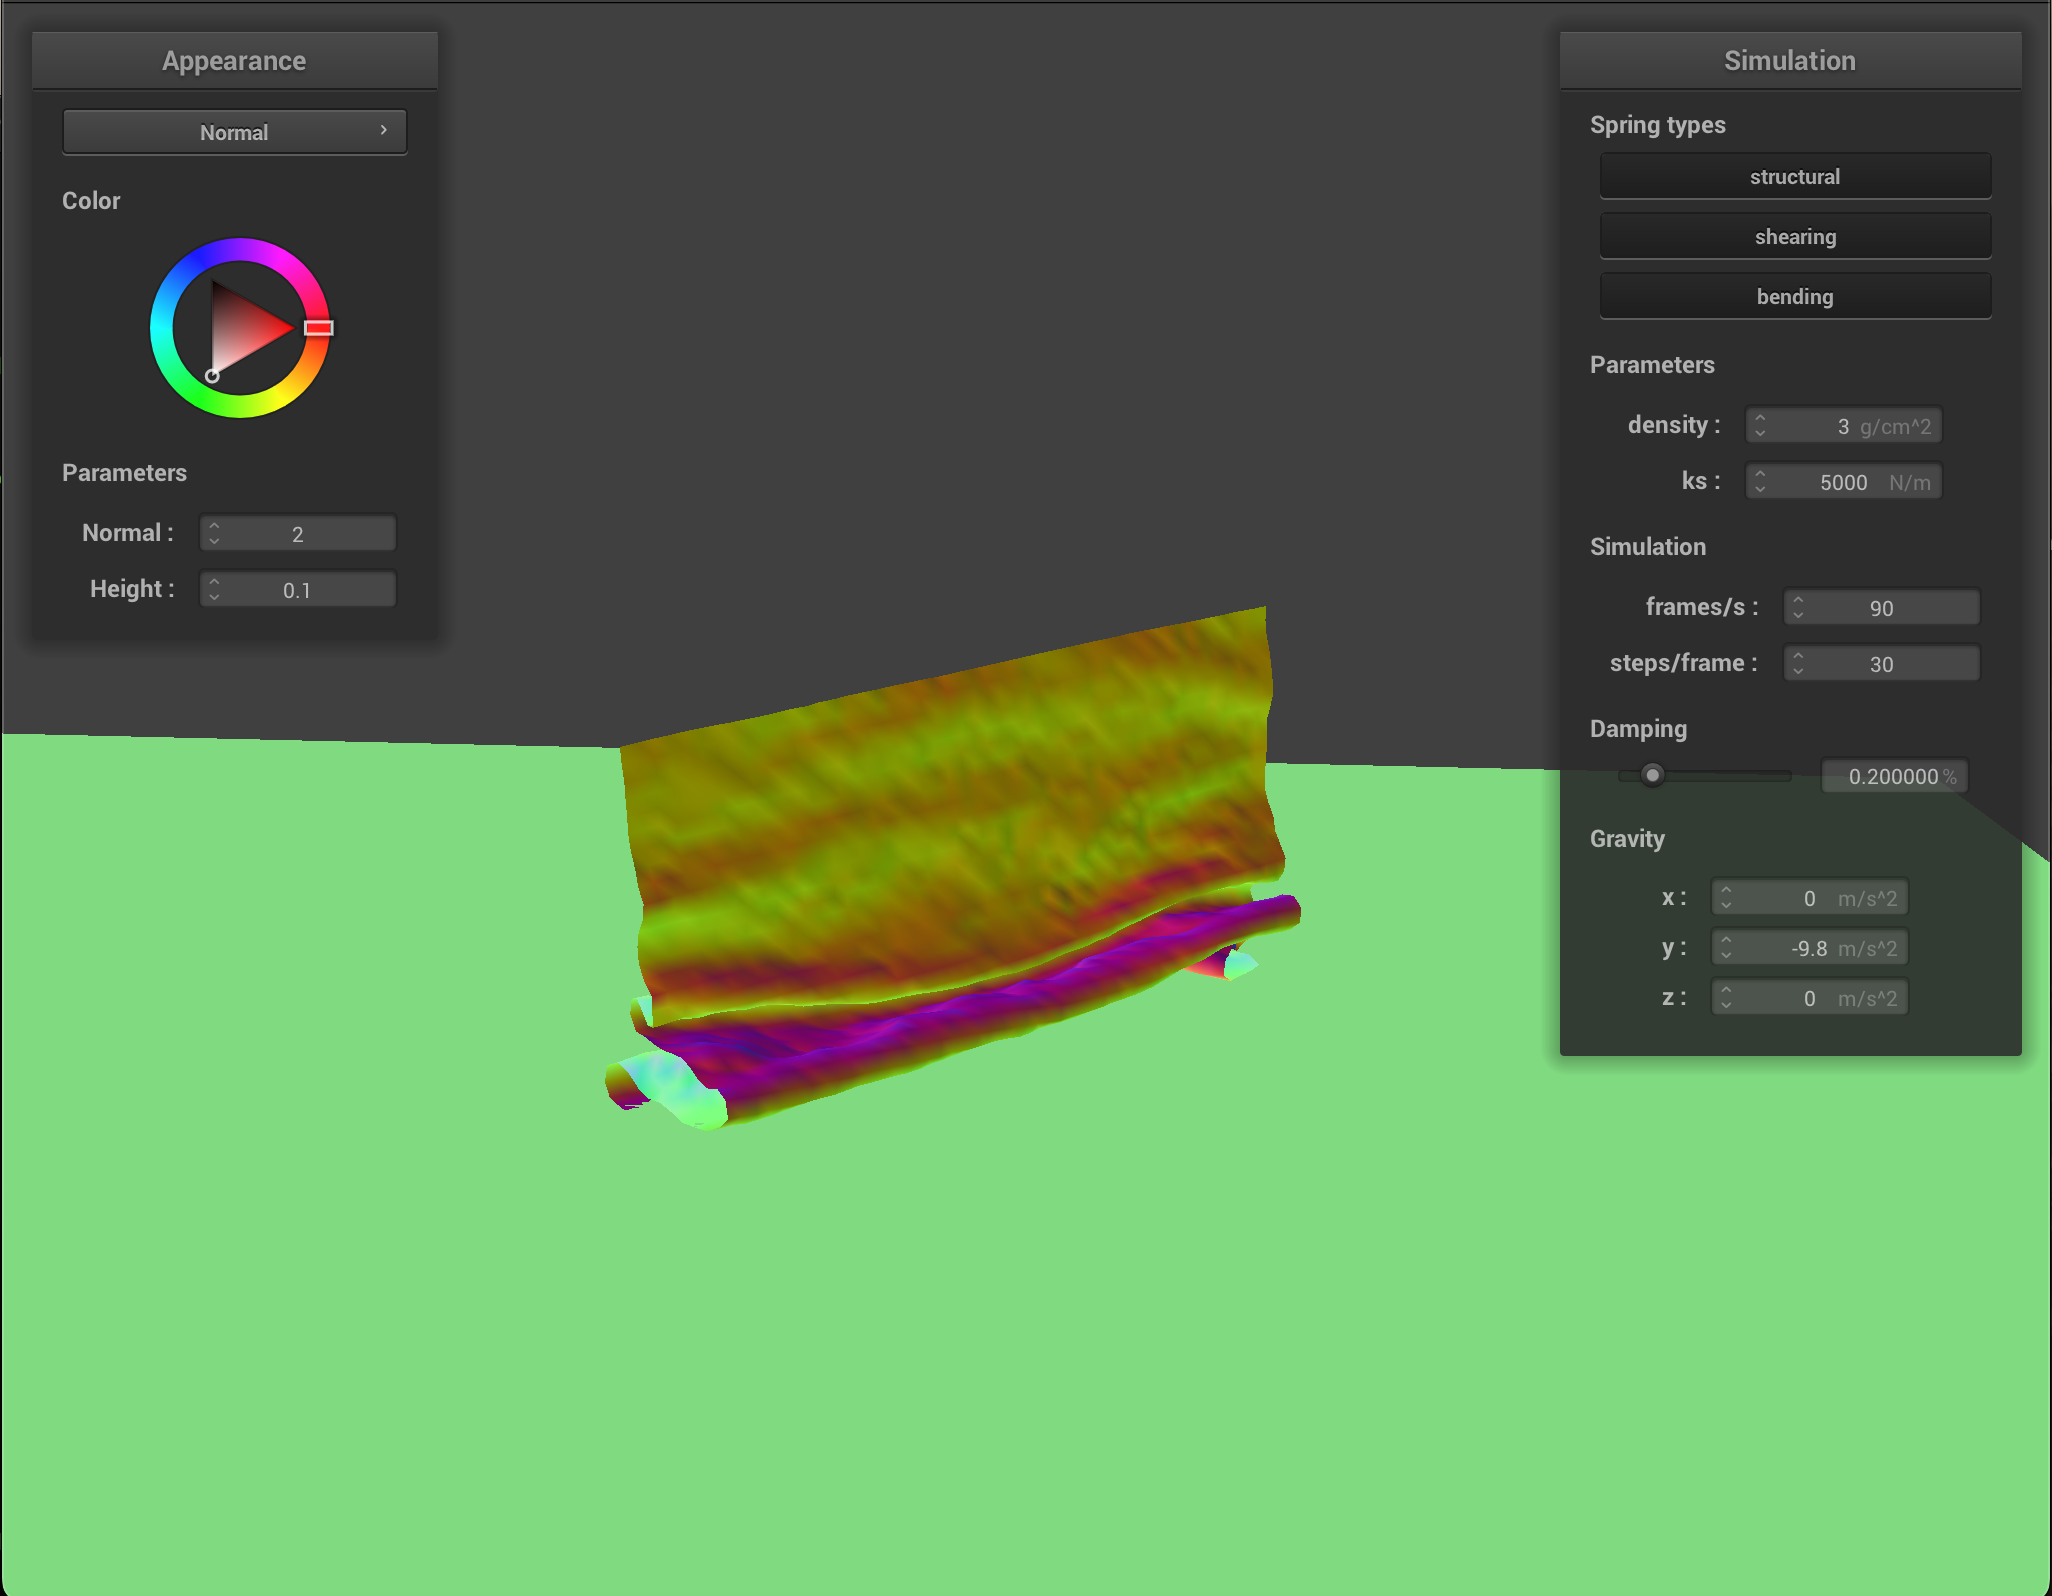 Appearance
Normal
Color
Parameters
Normal : 2
Height : 0.1
Simulation
Spring types
structural
shearing
bending
Parameters
density : 3 g/cm^2
ks : 5000 N/m
Simulation
frames/s : 90
steps/frame : 30
Damping
0.200000 %
Gravity
x : 0 m/s^2
y : -9.8 m/s^2
z : 0 m/s^2